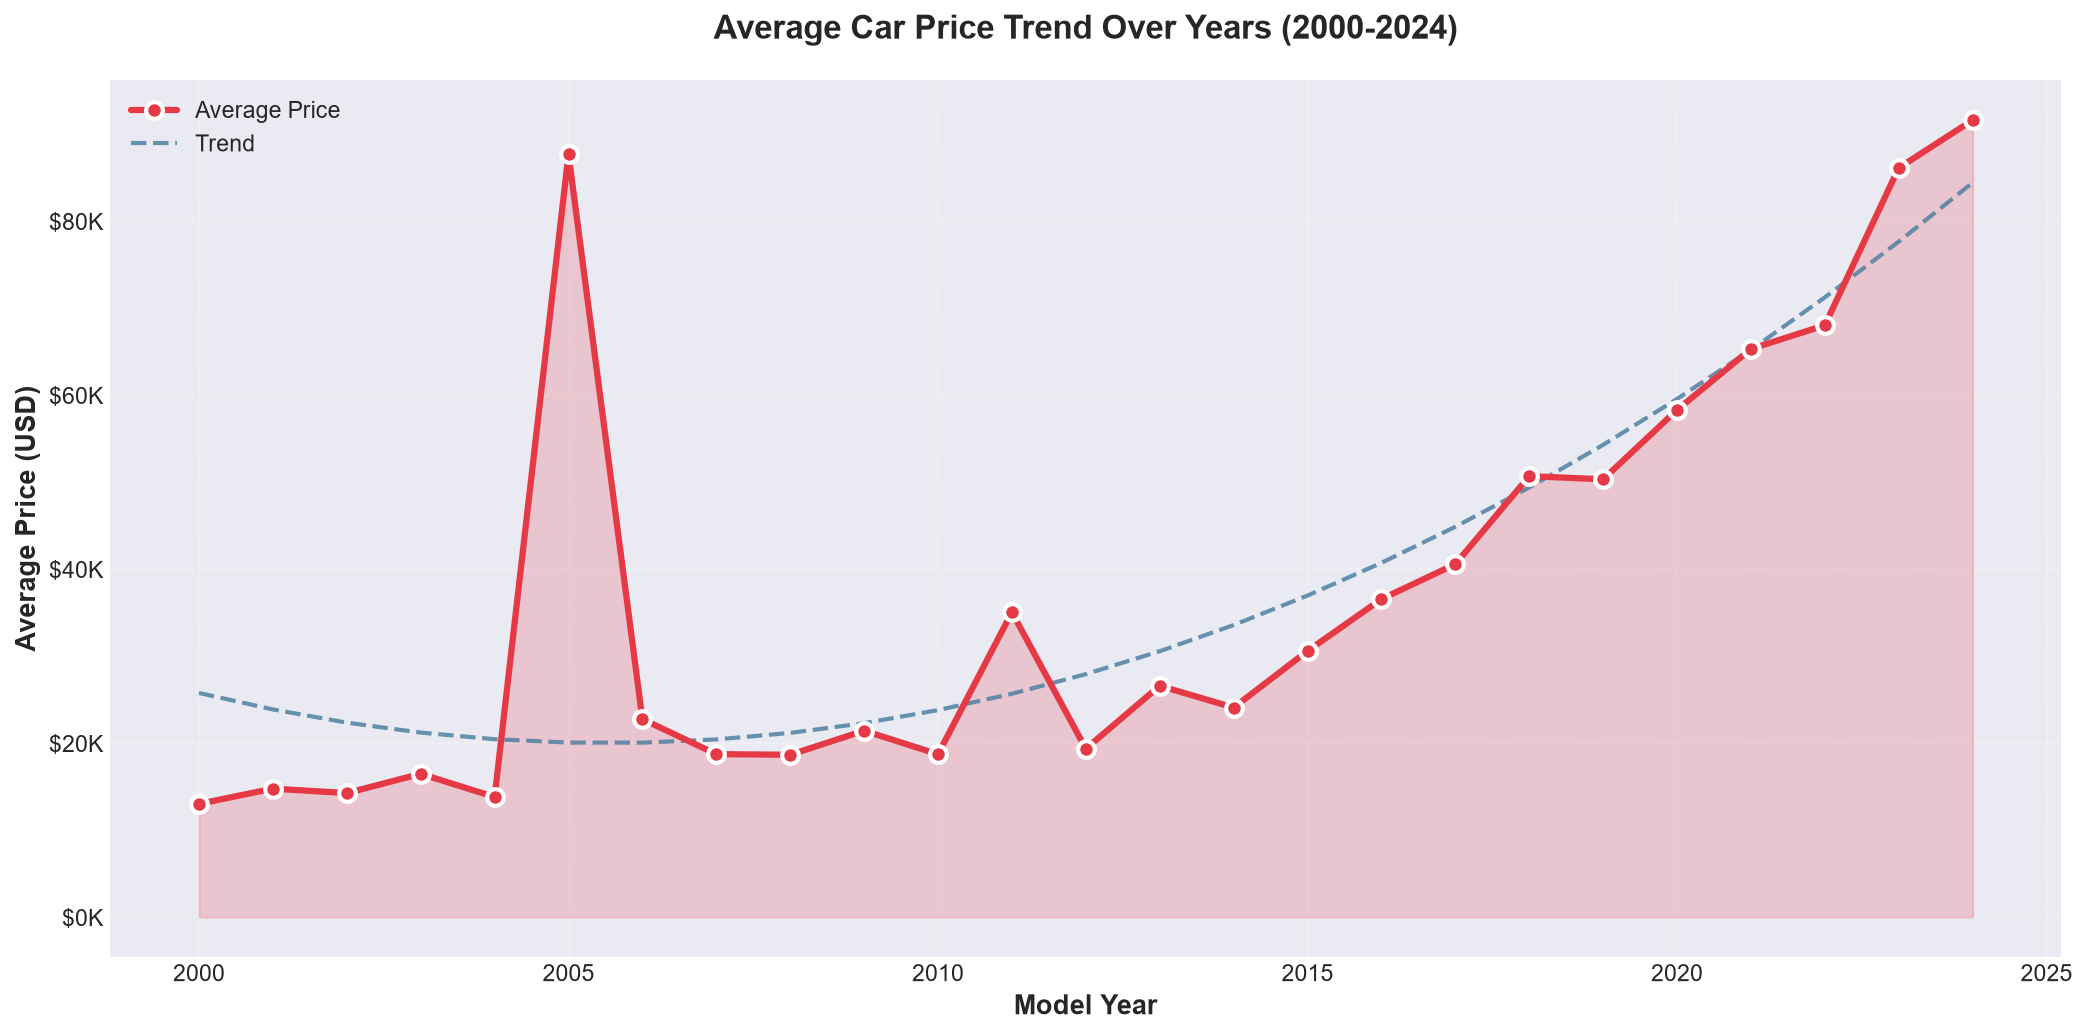 Average Car Price Trend Over Years (2000-2024)
Average Price
Trend
Average Price (USD)
$80K
$60K
$40K
$20K
$0K
2000 2005 2010 2015 2020 2025
Model Year